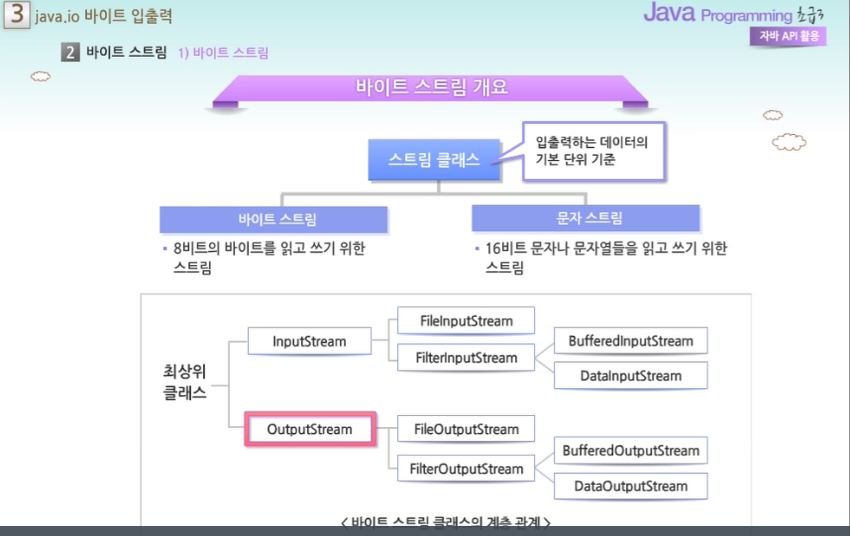 3 java.io 바이트 입출력
Java Programming 초급3
자바 API 활용
2 바이트 스트림 1) 바이트 스트림
바이트 스트림 개요
스트림 클래스
입출력하는 데이터의
기본 단위 기준
바이트 스트림
▪ 8비트의 바이트를 읽고 쓰기 위한
스트림
문자 스트림
▪ 16비트 문자나 문자열들을 읽고 쓰기 위한
스트림
최상위
클래스
InputStream
FileInputStream
FilterInputStream
BufferedInputStream
DataInputStream
OutputStream
FileOutputStream
FilterOutputStream
BufferedOutputStream
DataOutputStream
<바이트 스트림 클래스의 계층 관계>